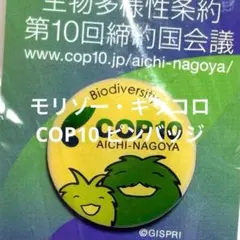 生物多様性条約
第10回締約国会議
www.cop10.jp/aichi-nagoya/
モリゾー・キッコロ
COP10 ピンバッジ
Biodiversity
COP10
AICHI-NAGOYA
©GISPRI